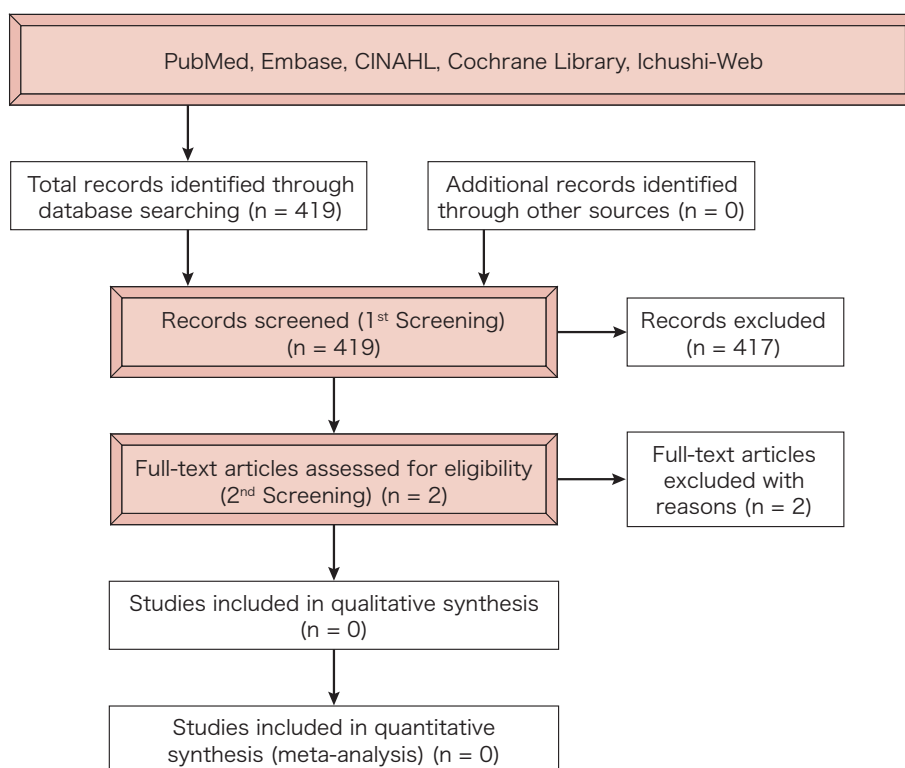 PubMed, Embase, CINAHL, Cochrane Library, Ichushi-Web
Total records identified through
database searching (n = 419)
Additional records identified
through other sources (n = 0)
Records screened (1st Screening)
(n = 419)
Records excluded
(n = 417)
Full-text articles assessed for eligibility
(2nd Screening) (n = 2)
Full-text articles
excluded with
reasons (n = 2)
Studies included in qualitative synthesis
(n = 0)
Studies included in quantitative
synthesis (meta-analysis) (n = 0)